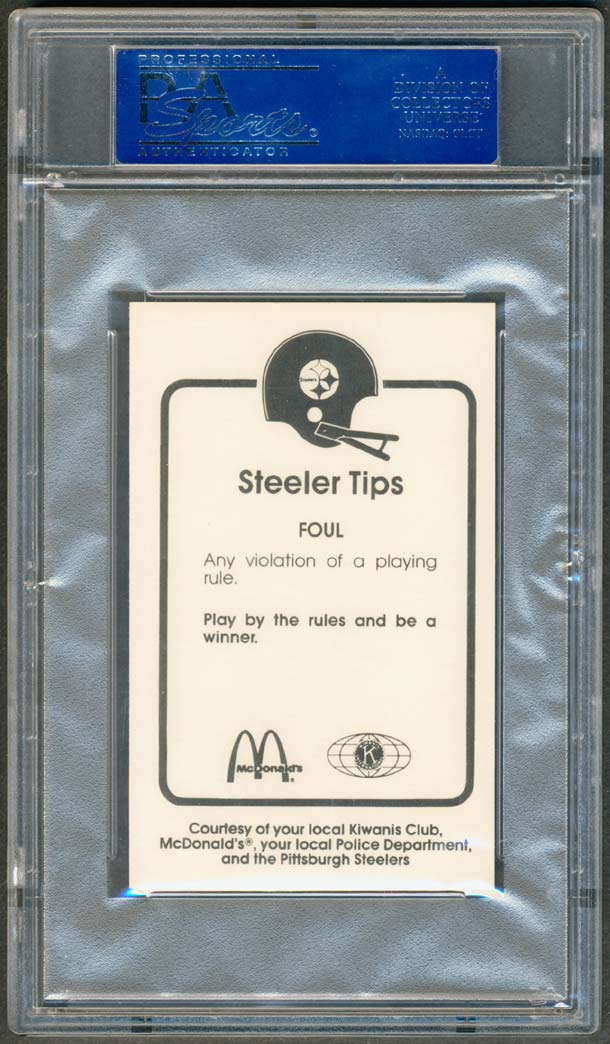 PROFESSIONAL
PSA
Sports®
AUTHENTICATOR
A
DIVISION OF
COLLECTORS
UNIVERSE
NASDAQ: CLCT
Steelers
Steeler Tips
FOUL
Any violation of a playing
rule.
Play by the rules and be a
winner.
McDonald's®
K
Courtesy of your local Kiwanis Club,
McDonald's®, your local Police Department,
and the Pittsburgh Steelers